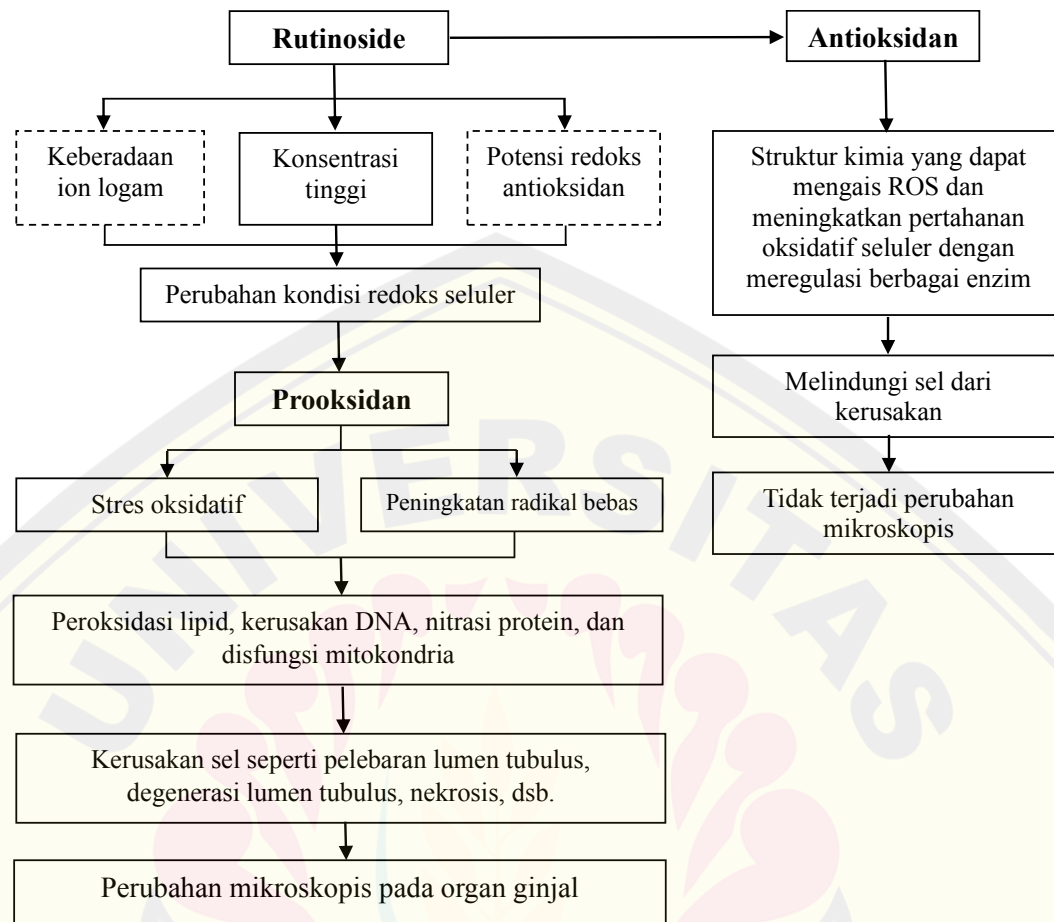 Rutinoside
Antioksidan
Keberadaan
ion logam
Konsentrasi
tinggi
Potensi redoks
antioksidan
Struktur kimia yang dapat
mengais ROS dan
meningkatkan pertahanan
oksidatif seluler dengan
meregulasi berbagai enzim
Perubahan kondisi redoks seluler
Melindungi sel dari
kerusakan
Prooksidan
Stres oksidatif
Peningkatan radikal bebas
Tidak terjadi perubahan
mikroskopis
Peroksidasi lipid, kerusakan DNA, nitrasi protein, dan
disfungsi mitokondria
Kerusakan sel seperti pelebaran lumen tubulus,
degenerasi lumen tubulus, nekrosis, dsb.
Perubahan mikroskopis pada organ ginjal
UNIVERSITAS